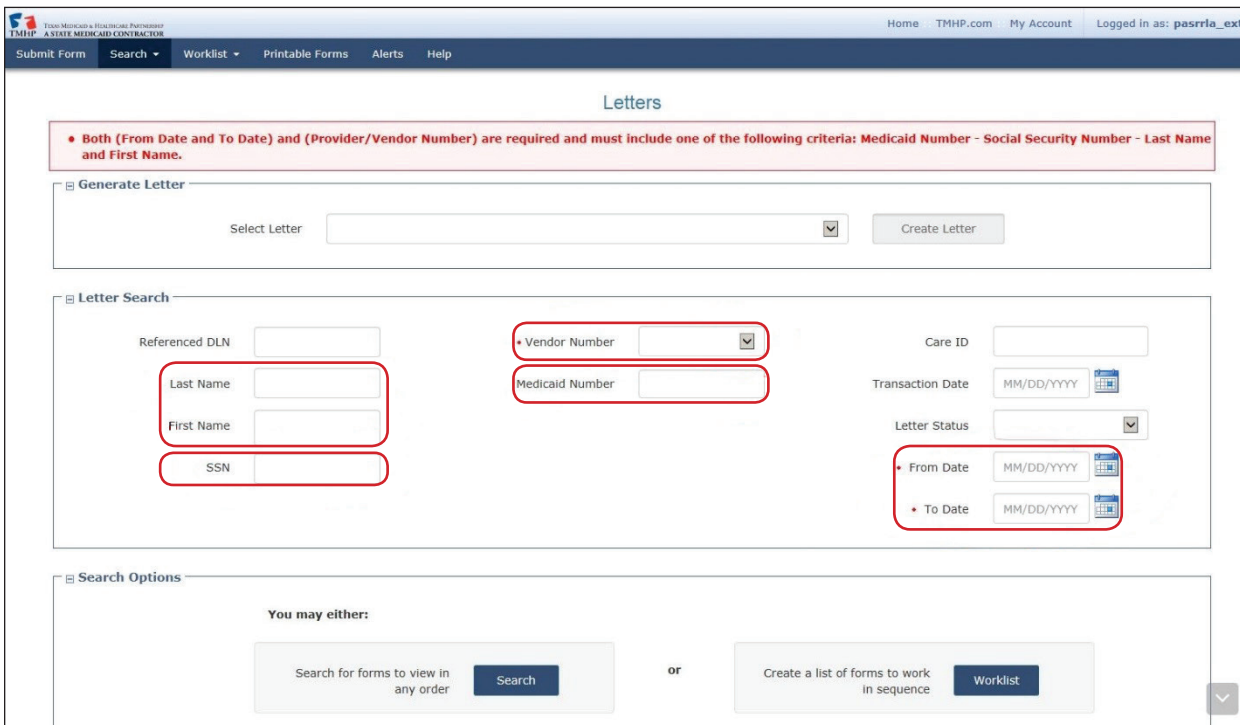 TEXAS MEDICAID & HEALTHCARE PARTNERSHIP
TMHP A STATE MEDICAID CONTRACTOR
Home TMHP.com My Account Logged in as: pasrrla_ext
Submit Form Search Worklist Printable Forms Alerts Help
Letters
• Both (From Date and To Date) and (Provider/Vendor Number) are required and must include one of the following criteria: Medicaid Number - Social Security Number - Last Name
and First Name.
Generate Letter
Select Letter Create Letter
Letter Search
Referenced DLN • Vendor Number Care ID
Last Name Medicaid Number Transaction Date MM/DD/YYYY
First Name Letter Status
SSN • From Date MM/DD/YYYY
• To Date MM/DD/YYYY
Search Options
You may either:
Search for forms to view in
any order
Search
or
Create a list of forms to work
in sequence
Worklist